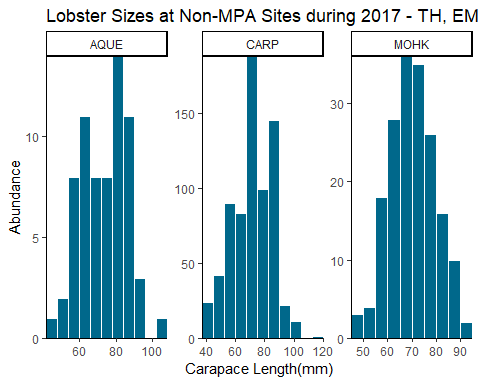 Lobster Sizes at Non-MPA Sites during 2017 - TH, EM
AQUE CARP MOHK
Abundance
10
5
0
150
100
50
0
30
20
10
0
60 80 100 40 60 80 100 120 50 60 70 80 90
Carapace Length(mm)